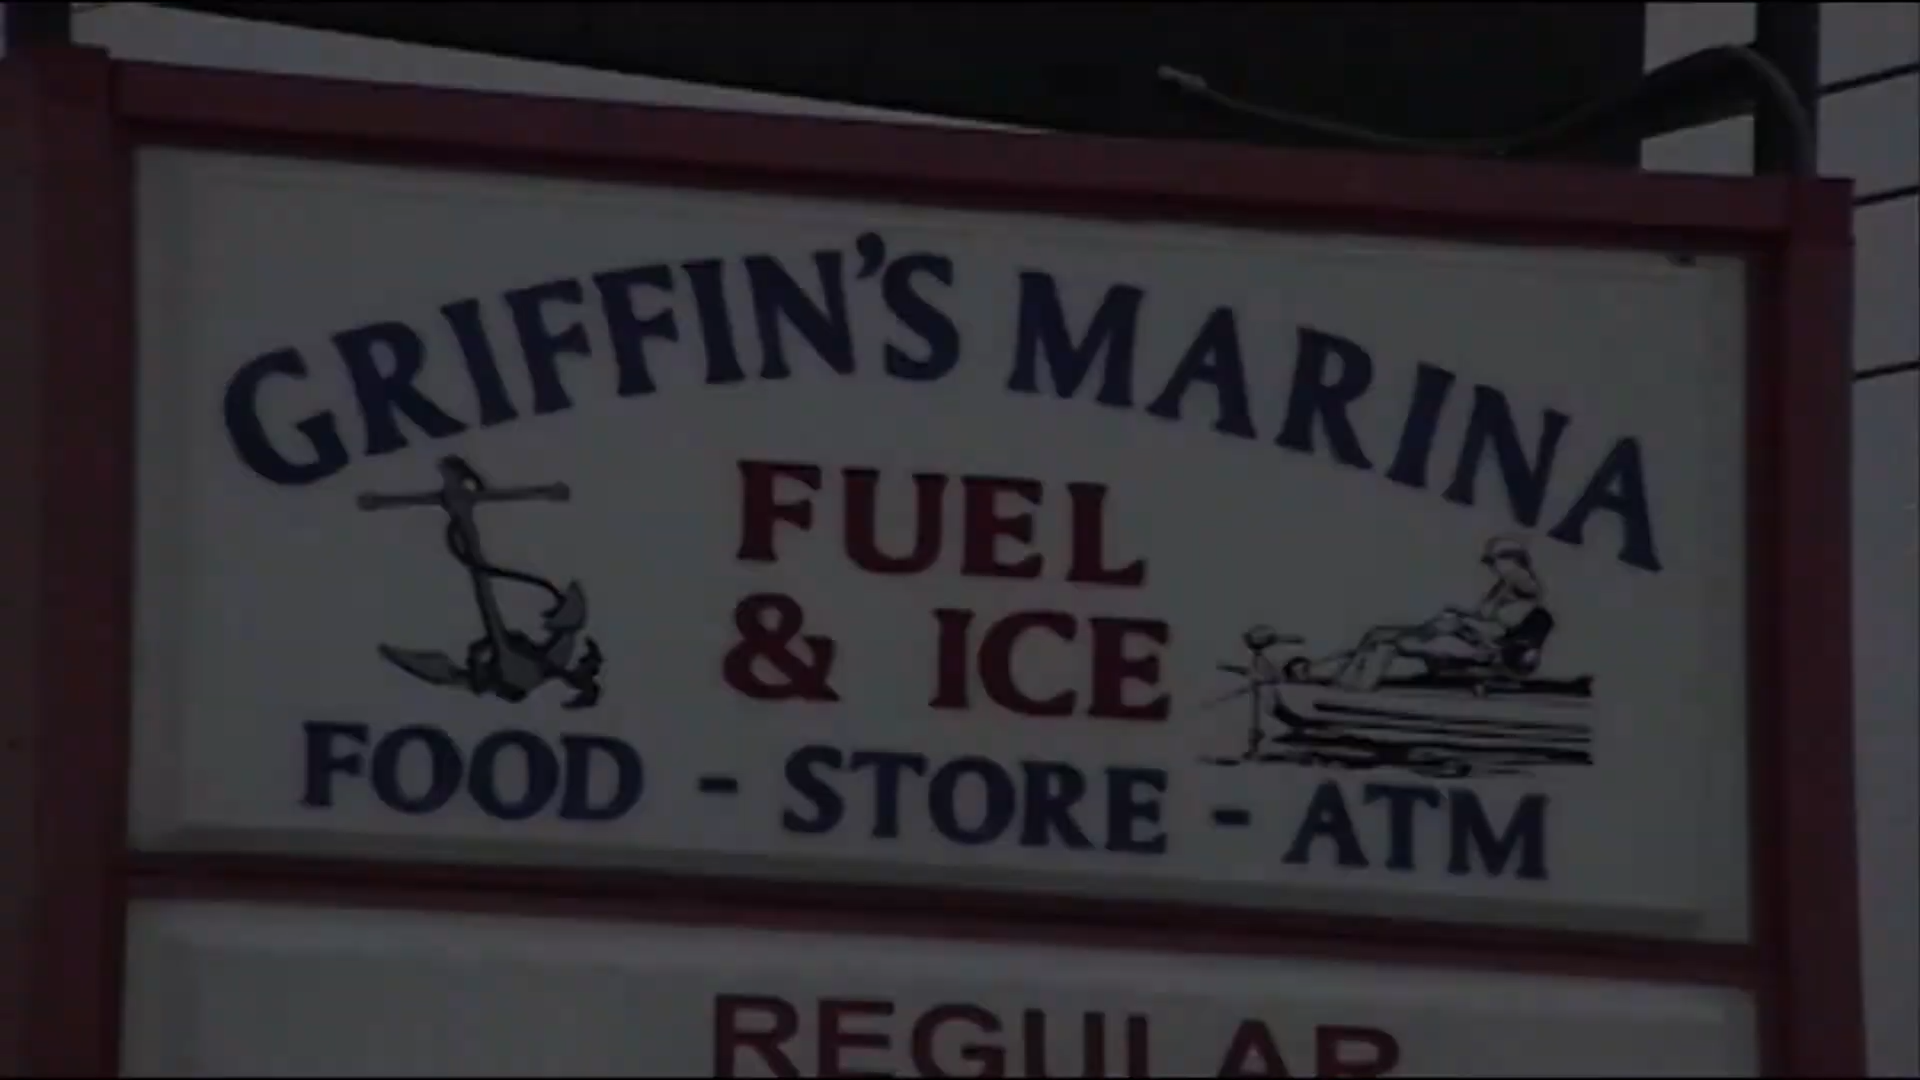 GRIFFIN'S MARINA
FUEL
& ICE
FOOD - STORE - ATM
REGULAR